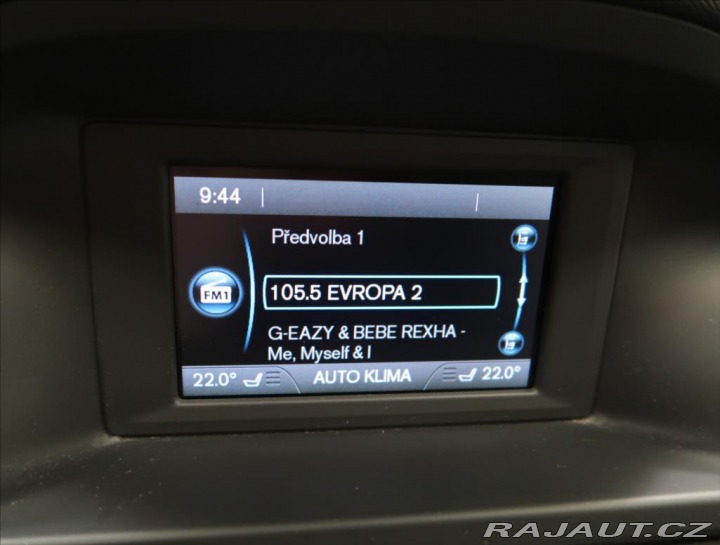 9:44
Předvolba 1
FM1
105.5 EVROPA 2
G-EAZY & BEBE REXHA -
Me, Myself & I
22.0° AUTO KLIMA 22.0°
RAJAUT.CZ